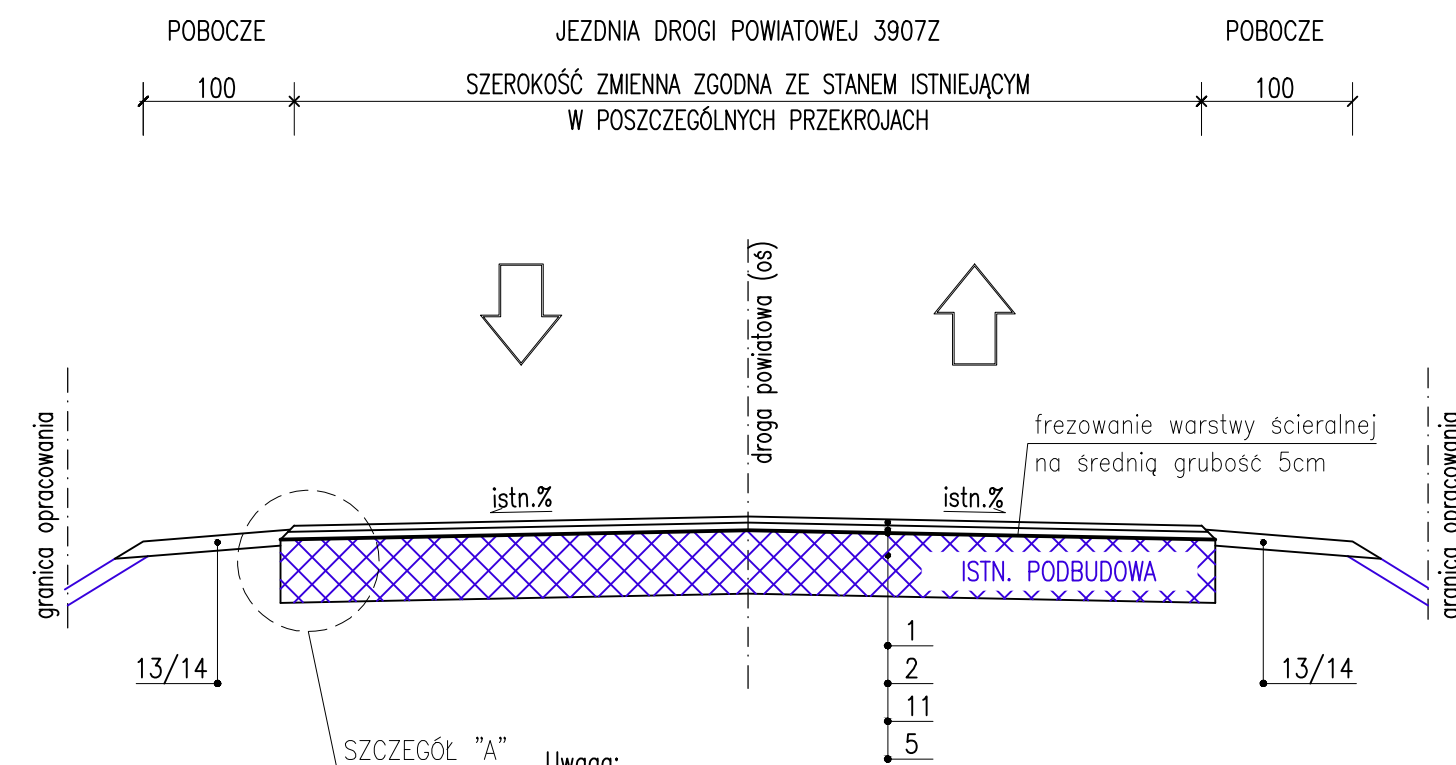 POBOCZE
JEZDNIA DROGI POWIATOWEJ 3907Z
POBOCZE
100
SZEROKOŚĆ ZMIENNA ZGODNA ZE STANEM ISTNIEJĄCYM
W POSZCZEGÓLNYCH PRZEKROJACH
100
droga powiatowa (oś)
granica opracowania
granica opracowania
frezowanie warstwy ścieralnej
na średnią grubość 5cm
istn.%
istn.%
ISTN. PODBUDOWA
1
13/14
2
13/14
11
SZCZEGÓŁ "A"
Uwaga:
5